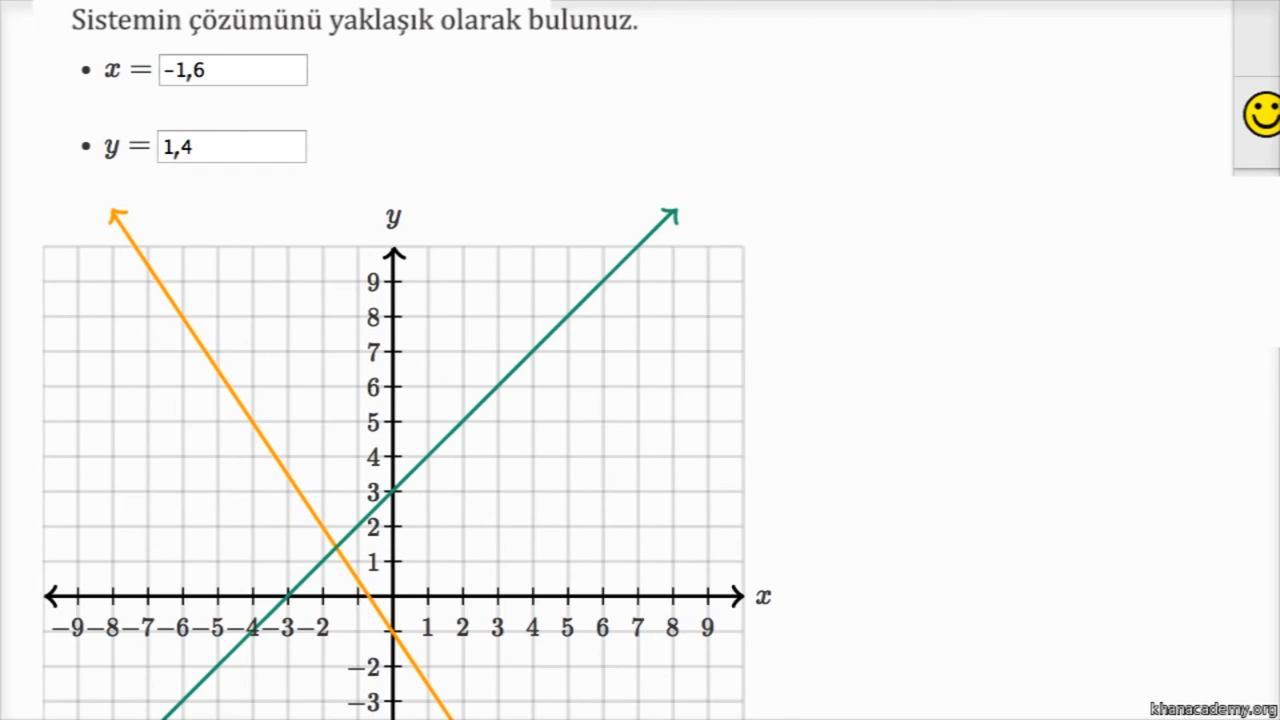 Sistemin çözümünü yaklaşık olarak bulunuz.
• x = -1,6
• y = 1,4
y
9
8
7
6
5
4
3
2
1
x
−9 −8 −7 −6 −5 −4 −3 −2 1 2 3 4 5 6 7 8 9
−2
−3
khanacademy.org